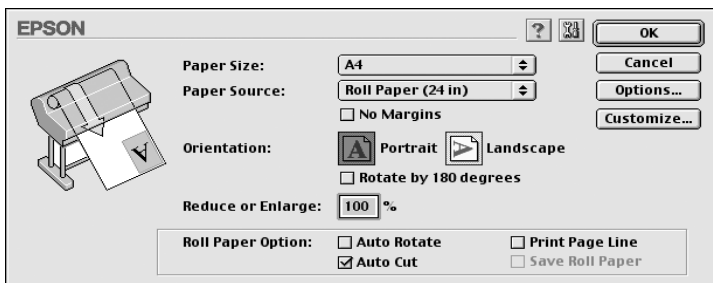 EPSON
? OK
Paper Size: A4 Cancel
Paper Source: Roll Paper (24 in) Options...
No Margins Customize...
Orientation: A Portrait A Landscape
Rotate by 180 degrees
A
Reduce or Enlarge: 100 %
Roll Paper Option: Auto Rotate Print Page Line
Auto Cut Save Roll Paper